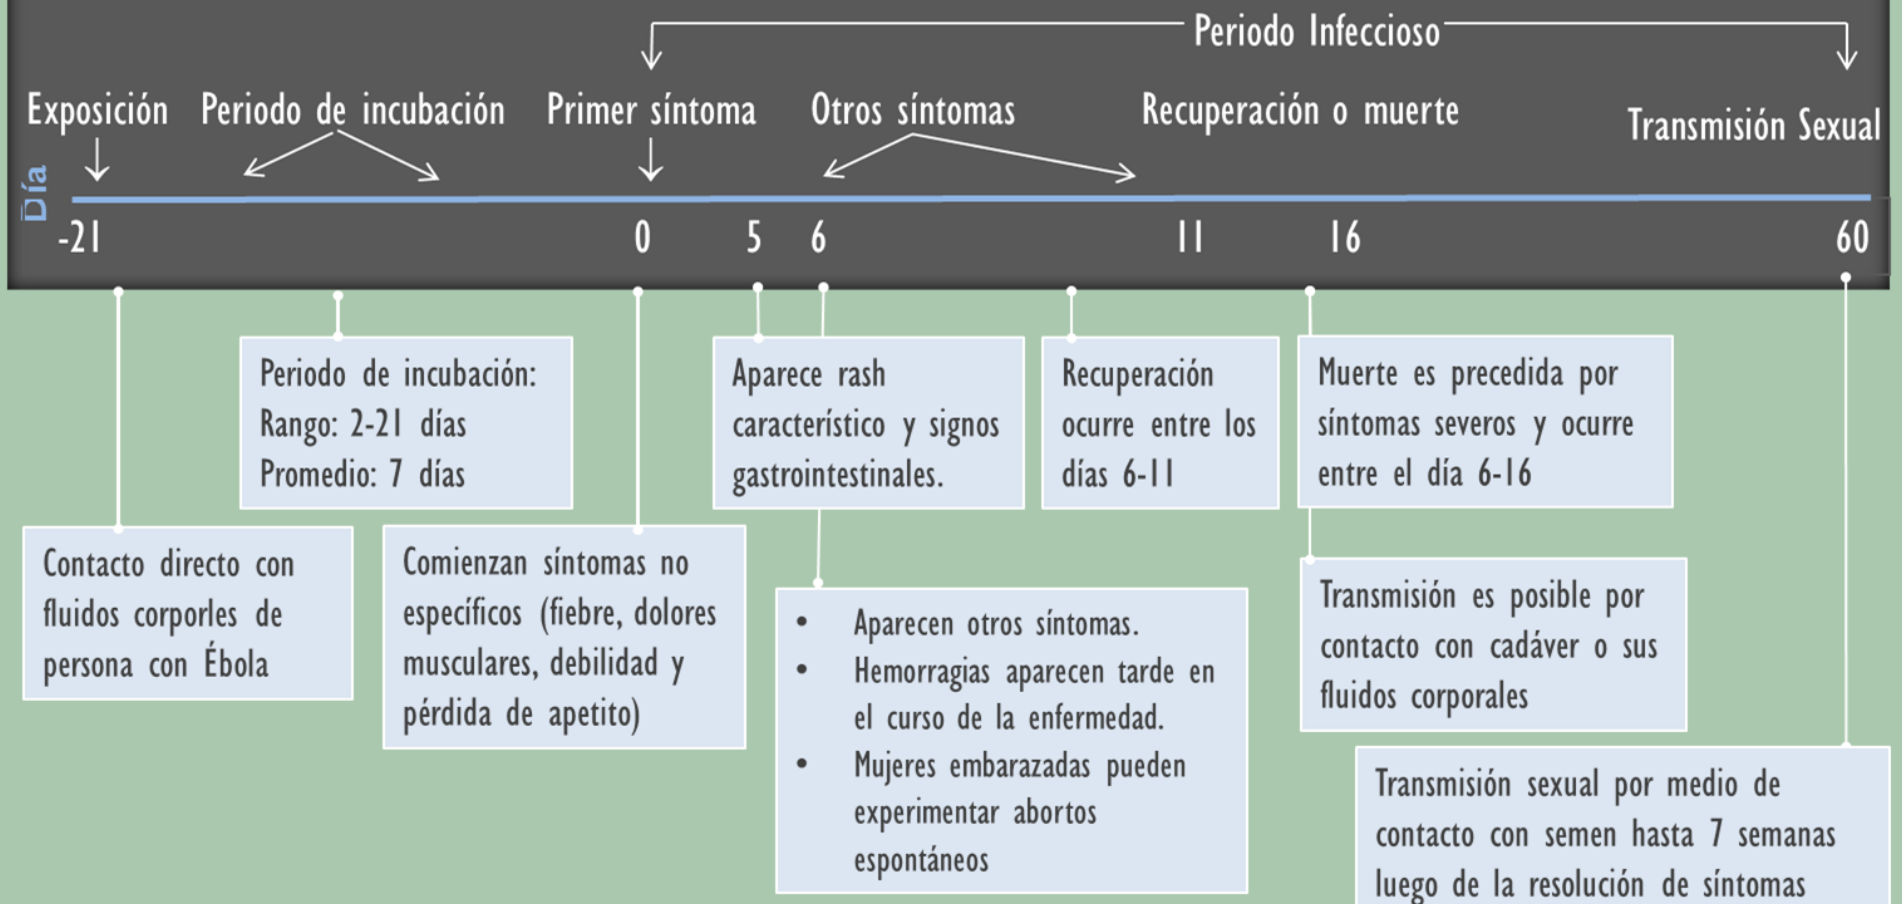 Periodo Infeccioso
Exposición
Periodo de incubación
Primer síntoma
Otros síntomas
Recuperación o muerte
Transmisión Sexual
Día
-21
0
5
6
11
16
60
Periodo de incubación:
Rango: 2-21 días
Promedio: 7 días
Aparece rash
característico y signos
gastrointestinales.
Recuperación
ocurre entre los
días 6-11
Muerte es precedida por
síntomas severos y ocurre
entre el día 6-16
Contacto directo con
fluidos corporles de
persona con Ébola
Comienzan síntomas no
específicos (fiebre, dolores
musculares, debilidad y
pérdida de apetito)
• Aparecen otros síntomas.
• Hemorragias aparecen tarde en
el curso de la enfermedad.
• Mujeres embarazadas pueden
experimentar abortos
espontáneos
Transmisión es posible por
contacto con cadáver o sus
fluidos corporales
Transmisión sexual por medio de
contacto con semen hasta 7 semanas
luego de la resolución de síntomas